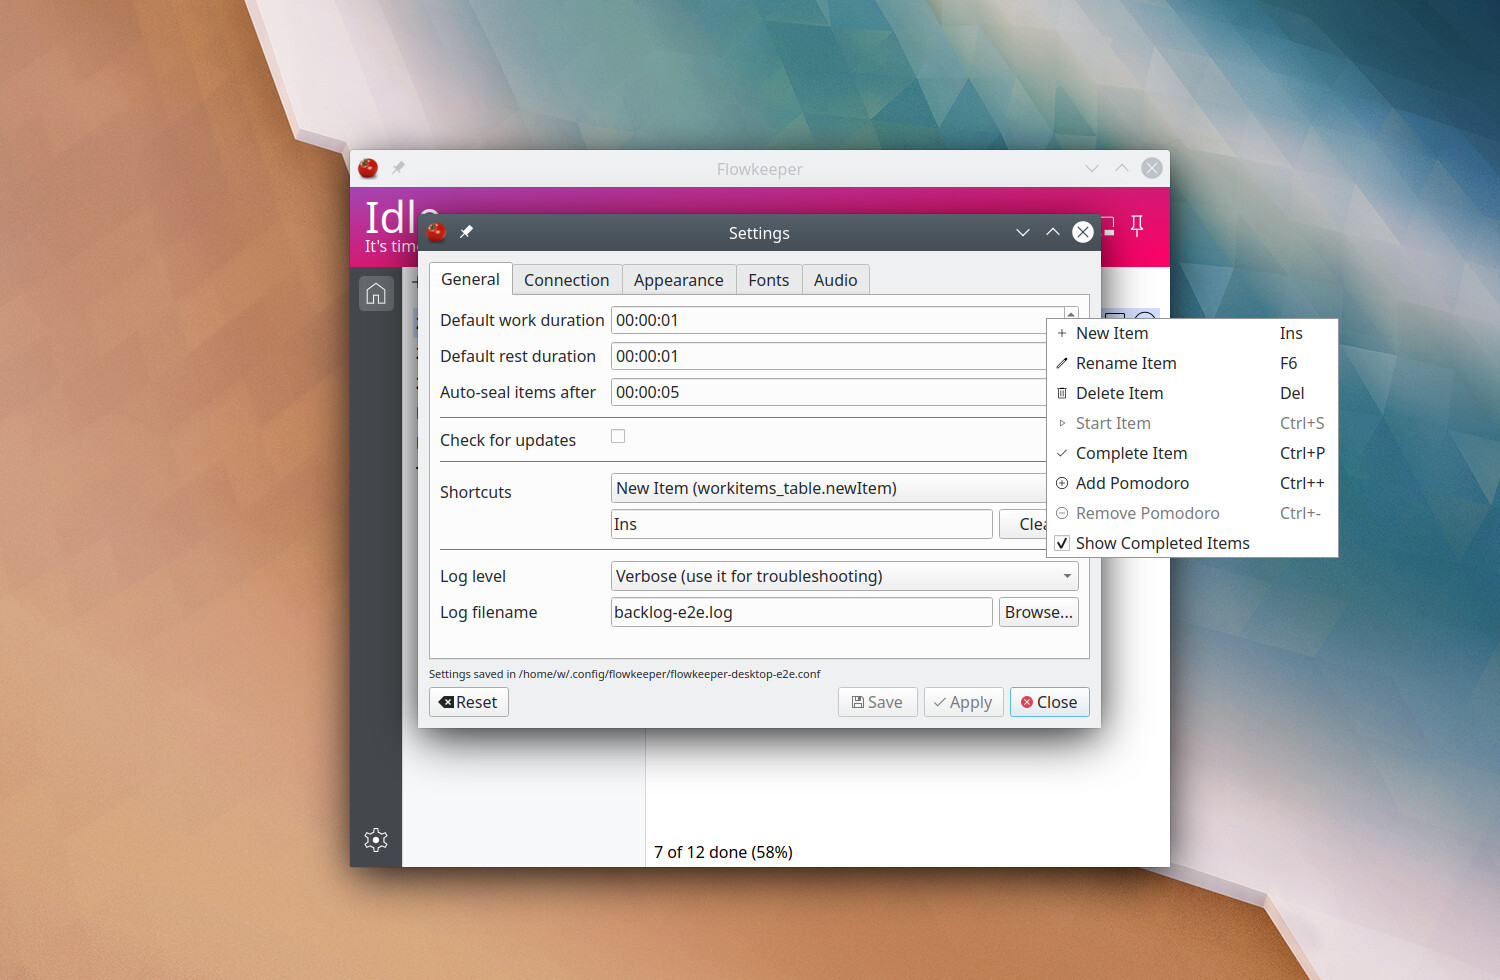 Flowkeeper
Idle
It's time
Settings
General Connection Appearance Fonts Audio
Default work duration 00:00:01
Default rest duration 00:00:01
Auto-seal items after 00:00:05
Check for updates
Shortcuts New Item (workitems_table.newItem)
Ins Clea
Log level Verbose (use it for troubleshooting)
Log filename backlog-e2e.log Browse...
Settings saved in /home/w/.config/flowkeeper/flowkeeper-desktop-e2e.conf
Reset Save Apply Close
New Item Ins
Rename Item F6
Delete Item Del
Start Item Ctrl+S
Complete Item Ctrl+P
Add Pomodoro Ctrl++
Remove Pomodoro Ctrl+-
Show Completed Items
7 of 12 done (58%)